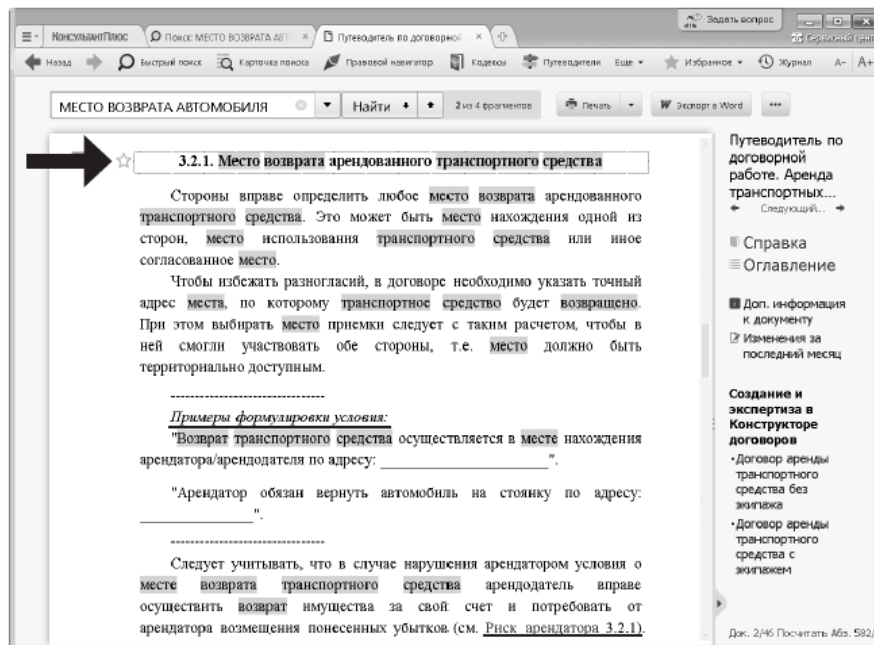 Задать вопрос
КонсультантПлюс
Поиск: МЕСТО ВОЗВРАТА АВТ
Путеводитель по договорной
Сервисный цент
Назад
Быстрый поиск
Карточка поиска
Правовой навигатор
Кодексы
Путеводители
Еще
Избранное
Журнал
А- А+
МЕСТО ВОЗВРАТА АВТОМОБИЛЯ
Найти
2 из 4 фрагментов
Печать
Экспорт в Word
3.2.1. Место возврата арендованного транспортного средства
Стороны вправе определить любое место возврата арендованного
транспортного средства. Это может быть место нахождения одной из
сторон, место использования транспортного средства или иное
согласованное место.
Чтобы избежать разногласий, в договоре необходимо указать точный
адрес места, по которому транспортное средство будет возвращено.
При этом выбирать место приемки следует с таким расчетом, чтобы в
ней смогли участвовать обе стороны, т.е. место должно быть
территориально доступным.
--------------------------------
Примеры формулировки условия:
"Возврат транспортного средства осуществляется в месте нахождения
арендатора/арендодателя по адресу: ______________________".
"Арендатор обязан вернуть автомобиль на стоянку по адресу:
_______________".
--------------------------------
Следует учитывать, что в случае нарушения арендатором условия о
месте возврата транспортного средства арендодатель вправе
осуществить возврат имущества за свой счет и потребовать от
арендатора возмещения понесенных убытков (см. Риск арендатора 3.2.1).
Путеводитель по
договорной
работе. Аренда
транспортных...
Следующий...
Справка
Оглавление
Доп. информация
к документу
Изменения за
последний месяц
Создание и
экспертиза в
Конструкторе
договоров
•Договор аренды
транспортного
средства без
экипажа
•Договор аренды
транспортного
средства с
экипажем
Док. 2/46 Посчитать Абз. 582/